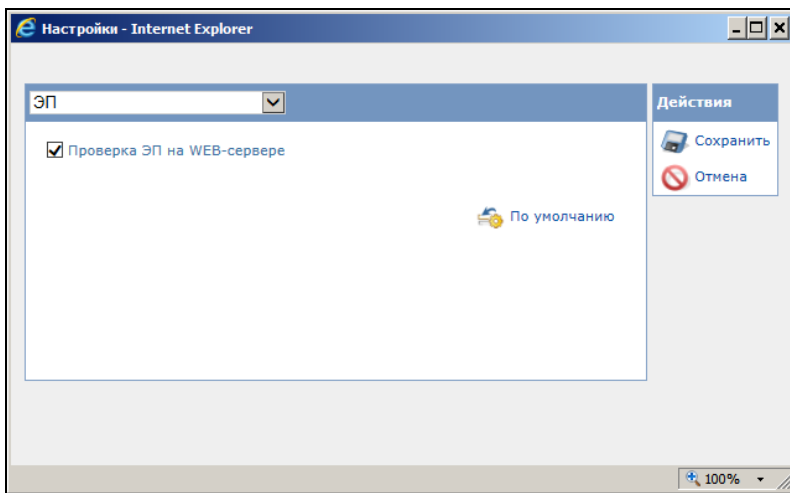 Настройки - Internet Explorer
ЭП
Действия
Проверка ЭП на WEB-сервере
Сохранить
Отмена
По умолчанию
100%